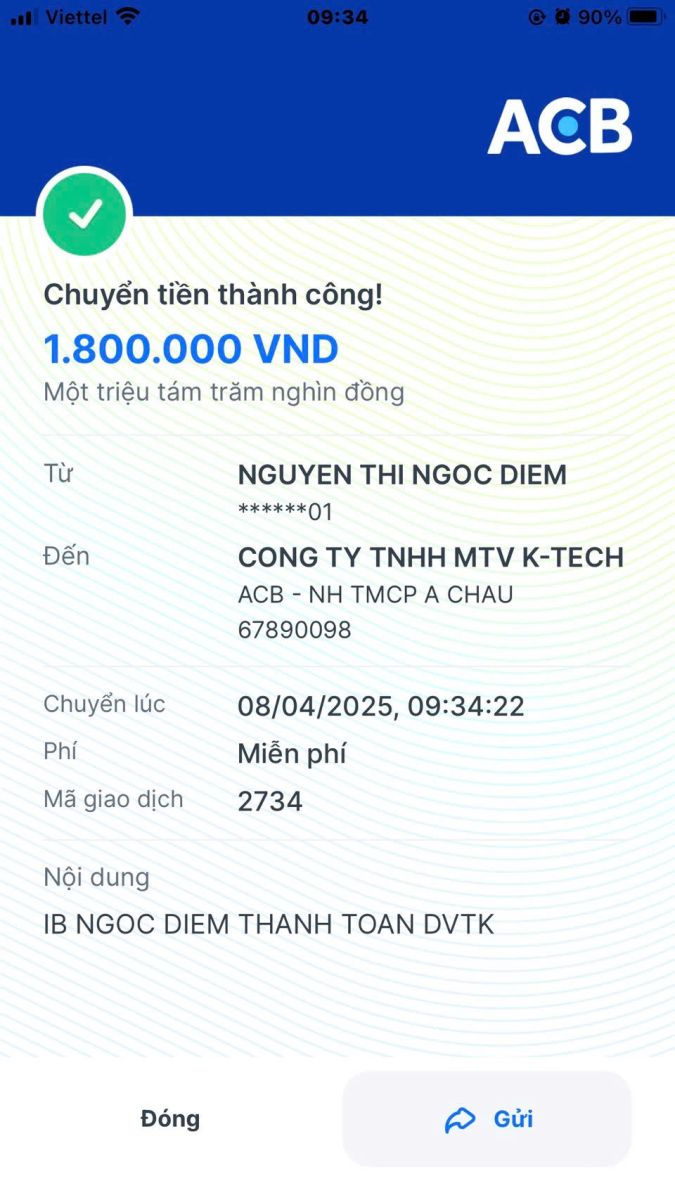 Viettel 09:34 90%
ACB
Chuyển tiền thành công!
1.800.000 VND
Một triệu tám trăm nghìn đồng
Từ NGUYEN THI NGOC DIEM
******01
Đến CONG TY TNHH MTV K-TECH
ACB - NH TMCP A CHAU
67890098
Chuyển lúc 08/04/2025, 09:34:22
Phí Miễn phí
Mã giao dịch 2734
Nội dung
IB NGOC DIEM THANH TOAN DVTK
Đóng Gửi